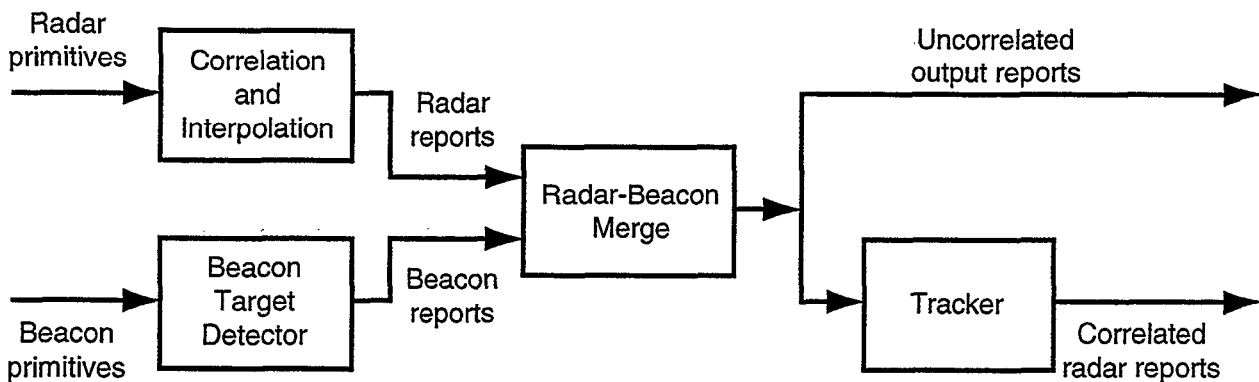 Radar
primitives
Correlation
and
Interpolation
Radar
reports
Radar-Beacon
Merge
Uncorrelated
output reports
Beacon
primitives
Beacon
Target
Detector
Beacon
reports
Tracker
Correlated
radar reports